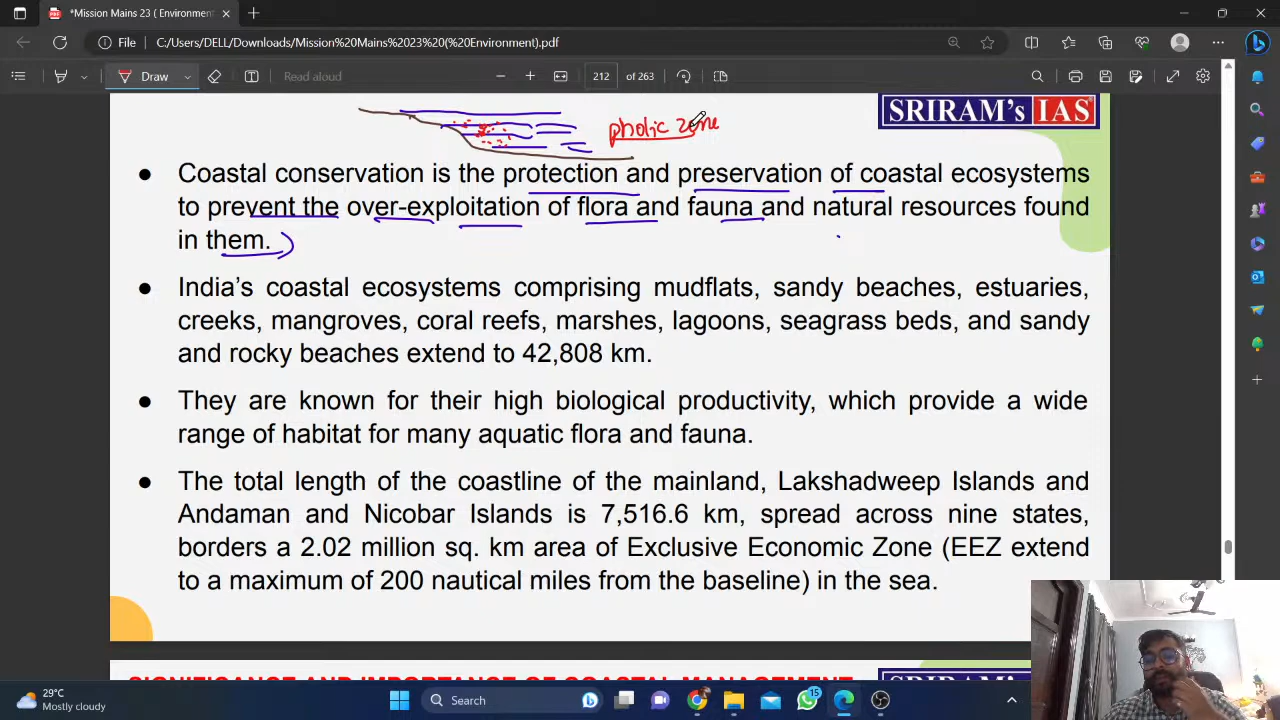 *Mission Mains 23 ( Environmen
File C:/Users/DELL/Downloads/Mission%20Mains%2023%20(%20Environment).pdf
Draw Read aloud 212 of 263
SRIRAM's IAS
photic zone
● Coastal conservation is the protection and preservation of coastal ecosystems
to prevent the over-exploitation of flora and fauna and natural resources found
in them.
● India's coastal ecosystems comprising mudflats, sandy beaches, estuaries,
creeks, mangroves, coral reefs, marshes, lagoons, seagrass beds, and sandy
and rocky beaches extend to 42,808 km.
● They are known for their high biological productivity, which provide a wide
range of habitat for many aquatic flora and fauna.
● The total length of the coastline of the mainland, Lakshadweep Islands and
Andaman and Nicobar Islands is 7,516.6 km, spread across nine states,
borders a 2.02 million sq. km area of Exclusive Economic Zone (EEZ extend
to a maximum of 200 nautical miles from the baseline) in the sea.
29°C
Mostly cloudy
Search
15